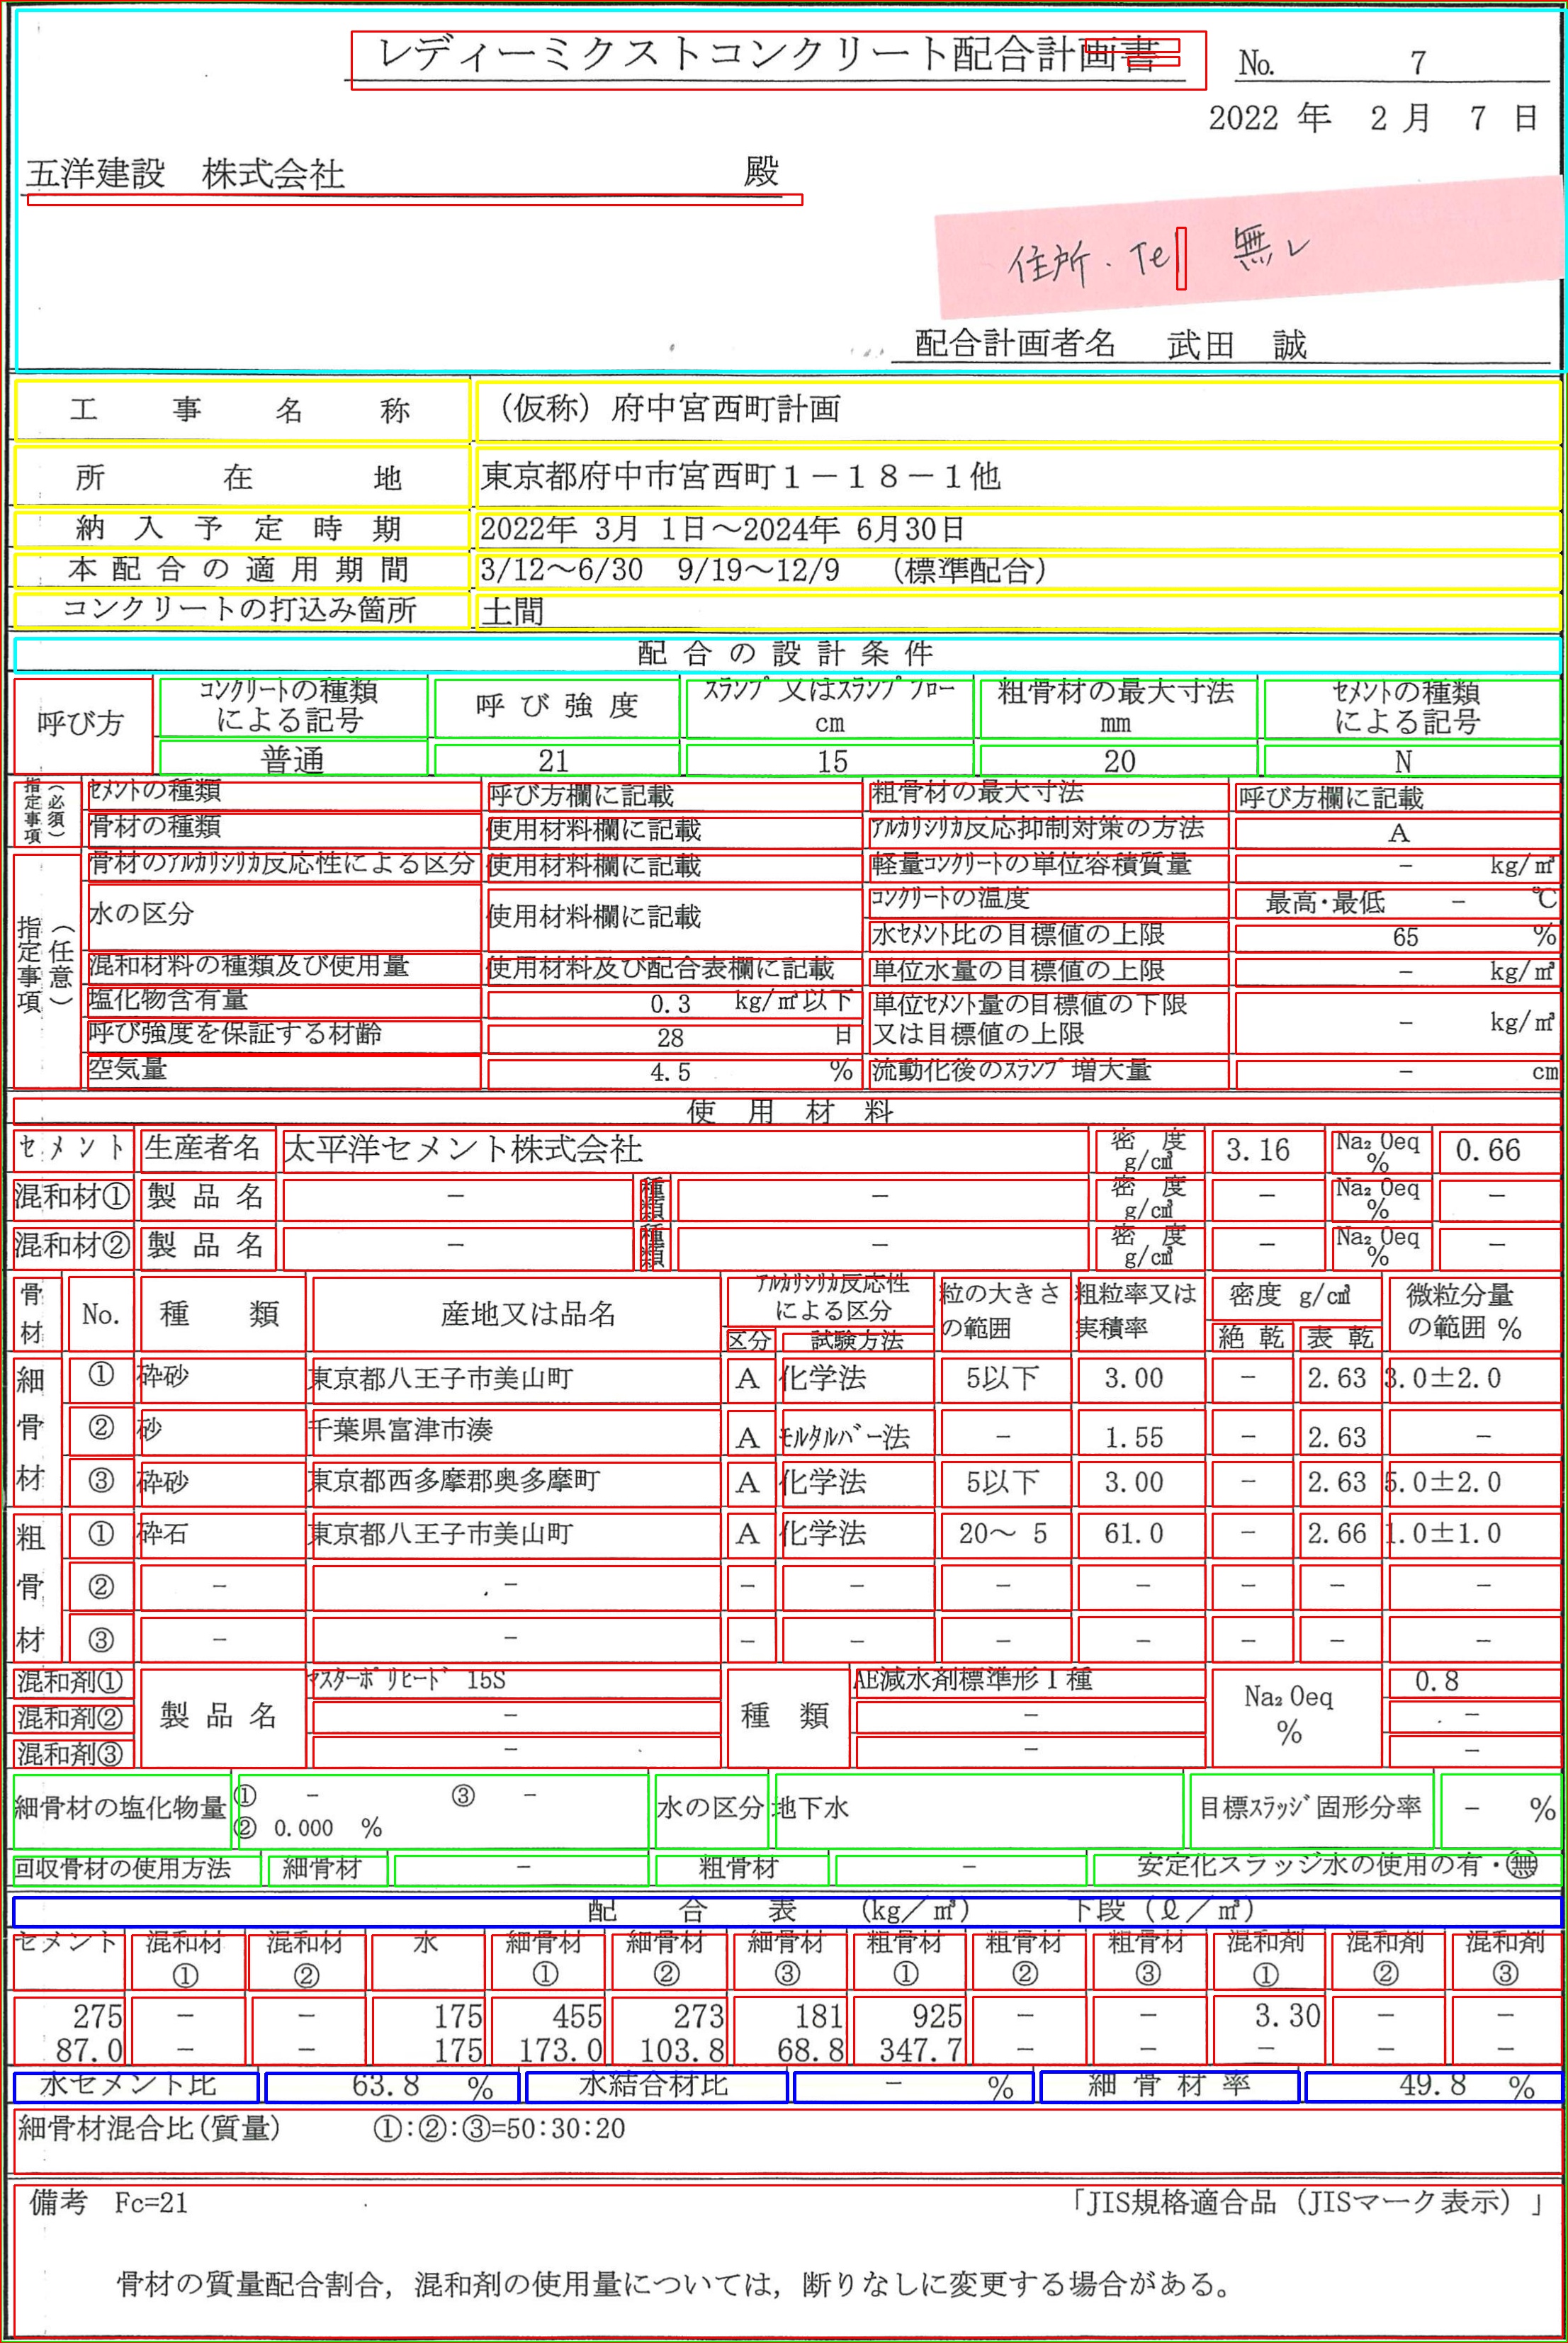 レディーミクストコンクリート配合計画書
No. 7
2022 年 2 月 7 日
五洋建設 株式会社 殿
住所.Tel 無し
配合計画者名 武田 誠
工事名称 (仮称)府中宮西町計画
所在地 東京都府中市宮西町1-18-1他
納入予定時期 2022年 3月 1日～2024年 6月30日
本配合の適用期間 3/12～6/30 9/19～12/9 (標準配合)
コンクリートの打込み箇所 土間
配合の設計条件
呼び方 コンクリートの種類による記号 呼び強度 スランプ又はスランプフロー cm 粗骨材の最大寸法 mm セメントの種類による記号
普通 21 15 20 N
指定事項(必須) セメントの種類 呼び方欄に記載 粗骨材の最大寸法 呼び方欄に記載
骨材の種類 使用材料欄に記載 アルカリシリカ反応抑制対策の方法 A
指定事項(任意) 骨材のアルカリシリカ反応性による区分 使用材料欄に記載 軽量コンクリートの単位容積質量 - kg/㎥
水の区分 使用材料欄に記載 コンクリートの温度 最高・最低 - ℃
水セメント比の目標値の上限 65 %
混和材料の種類及び使用量 使用材料及び配合表欄に記載 単位水量の目標値の上限 - kg/㎥
塩化物含有量 0.3 kg/㎥以下 単位セメント量の目標値の下限又は目標値の上限 - kg/㎥
呼び強度を保証する材齢 28 日
空気量 4.5 % 流動化後のスランプ増大量 - cm
使用材料
セメント 生産者名 太平洋セメント株式会社 密度 g/c㎥ 3.16 Na₂Oeq % 0.66
混和材① 製品名 - 種類 - 密度 g/c㎥ - Na₂Oeq % -
混和材② 製品名 - 種類 - 密度 g/c㎥ - Na₂Oeq % -
骨材 No. 種類 産地又は品名 アルカリシリカ反応性による区分 区分 試験方法 粒の大きさの範囲 粗粒率又は実積率 密度 g/c㎥ 絶乾 表乾 微粒分量の範囲 %
細骨材 ① 砕砂 東京都八王子市美山町 A 化学法 5以下 3.00 - 2.63 3.0±2.0
② 砂 千葉県富津市湊 A モルタルバー法 - 1.55 - 2.63 -
③ 砕砂 東京都西多摩郡奥多摩町 A 化学法 5以下 3.00 - 2.63 5.0±2.0
粗骨材 ① 砕石 東京都八王子市美山町 A 化学法 20～ 5 61.0 - 2.66 1.0±1.0
② - - - - - - - - -
③ - - - - - - - - -
混和剤① 製品名 マスターポリヒード 15S 種類 AE減水剤標準形Ⅰ種 Na₂Oeq % 0.8
混和剤② - - -
混和剤③ - - -
細骨材の塩化物量 ① - ③ - ② 0.000 % 水の区分 地下水 目標スラッジ固形分率 - %
回収骨材の使用方法 細骨材 - 粗骨材 - 安定化スラッジ水の使用の有・無
配合表 (kg/㎥) 下段(ℓ/㎥)
セメント 混和材① 混和材② 水 細骨材① 細骨材② 細骨材③ 粗骨材① 粗骨材② 粗骨材③ 混和剤① 混和剤② 混和剤③
275 - - 175 455 273 181 925 - - 3.30 - -
87.0 - - 175 173.0 103.8 68.8 347.7 - - - - -
水セメント比 63.8 % 水結合材比 - % 細骨材率 49.8 %
細骨材混合比(質量) ①:②:③=50:30:20
備考 Fc=21 「JIS規格適合品(JISマーク表示)」
骨材の質量配合割合, 混和剤の使用量については, 断りなしに変更する場合がある。